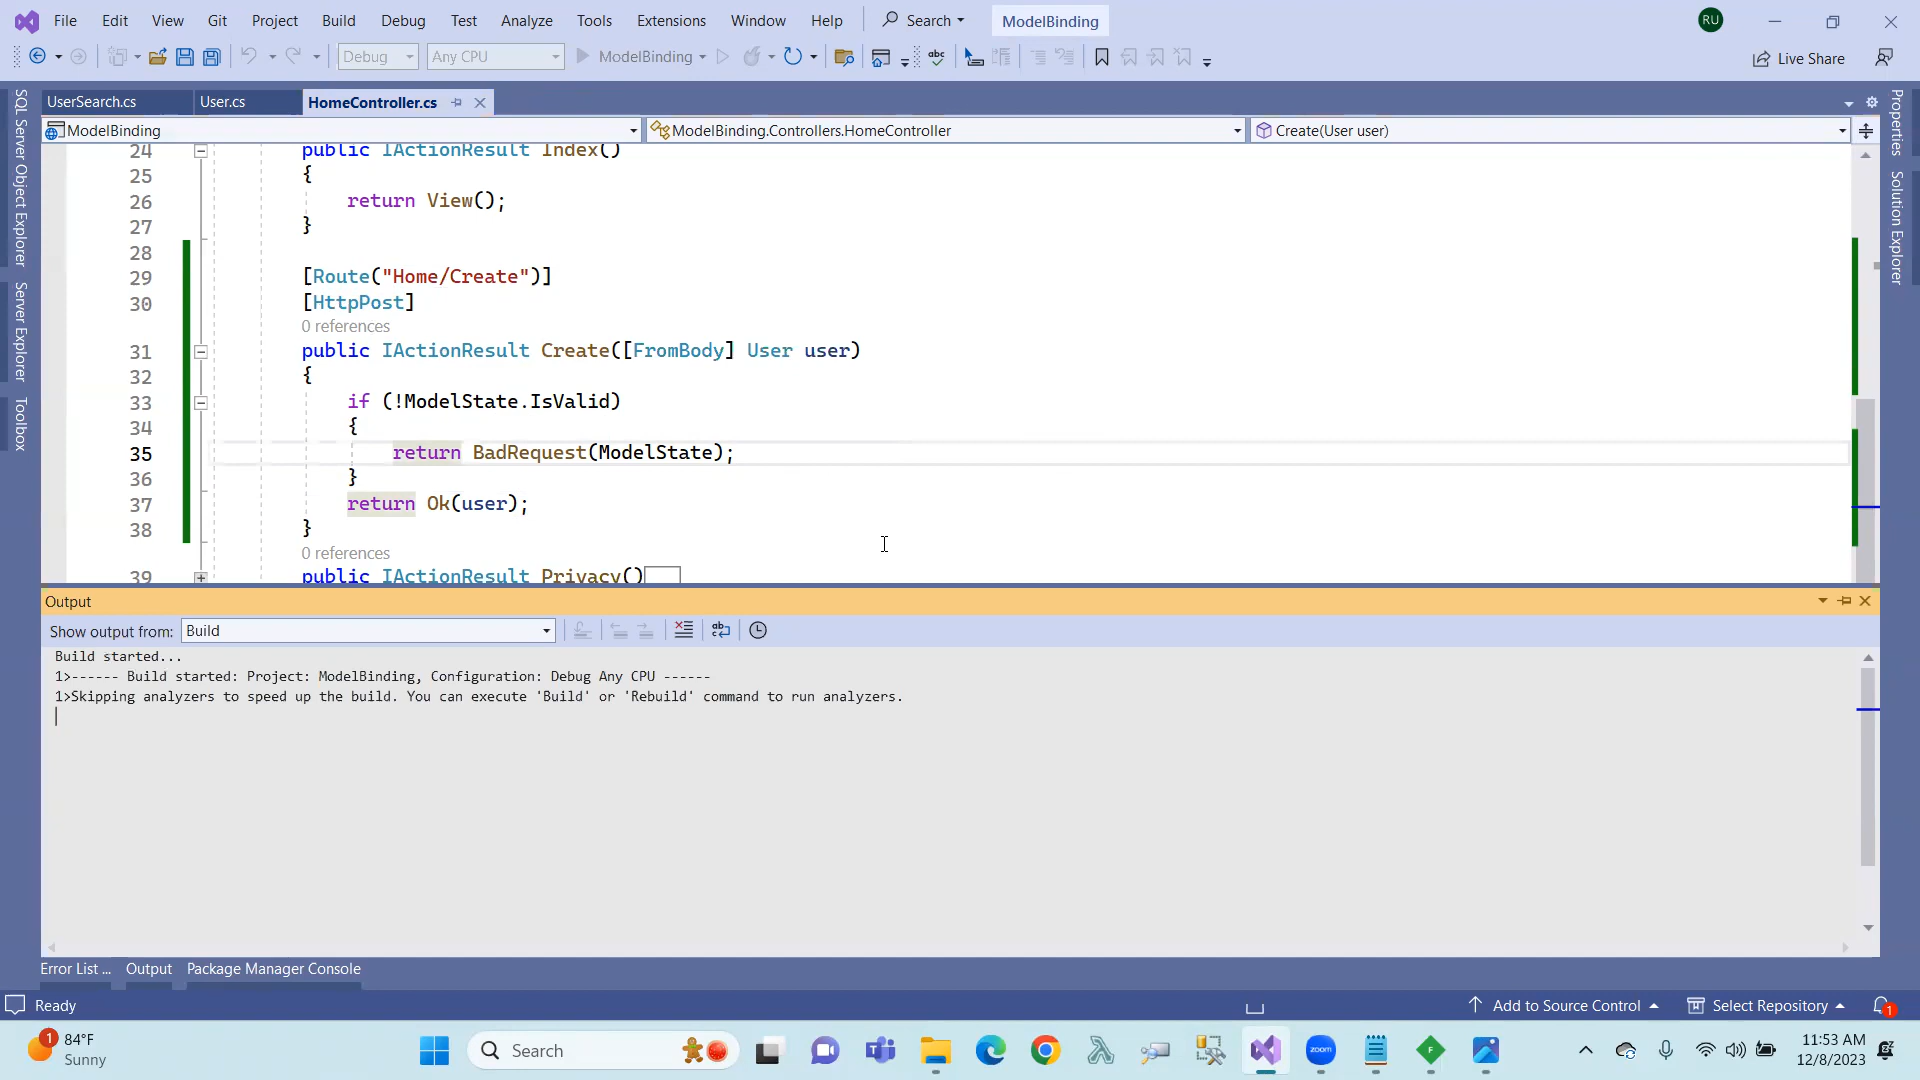 File Edit View Git Project Build Debug Test Analyze Tools Extensions Window Help Search ModelBinding RU
Debug Any CPU ModelBinding abc Live Share
UserSearch.cs User.cs HomeController.cs
ModelBinding ModelBinding.Controllers.HomeController Create(User user)
24 public IActionResult Index()
25 {
26 return View();
27 }
28
29 [Route("Home/Create")]
30 [HttpPost]
0 references
31 public IActionResult Create([FromBody] User user)
32 {
33 if (!ModelState.IsValid)
34 {
35 return BadRequest(ModelState);
36 }
37 return Ok(user);
38 }
0 references
39 public IActionResult Privacy()
SQL Server Object Explorer
Server Explorer
Toolbox
Properties
Solution Explorer
Output
Show output from: Build
Build started...
1>------ Build started: Project: ModelBinding, Configuration: Debug Any CPU ------
1>Skipping analyzers to speed up the build. You can execute 'Build' or 'Rebuild' command to run analyzers.
Error List ... Output Package Manager Console
Ready Add to Source Control Select Repository 1
1 84°F
Sunny
Search
zoom
F
11:53 AM
12/8/2023